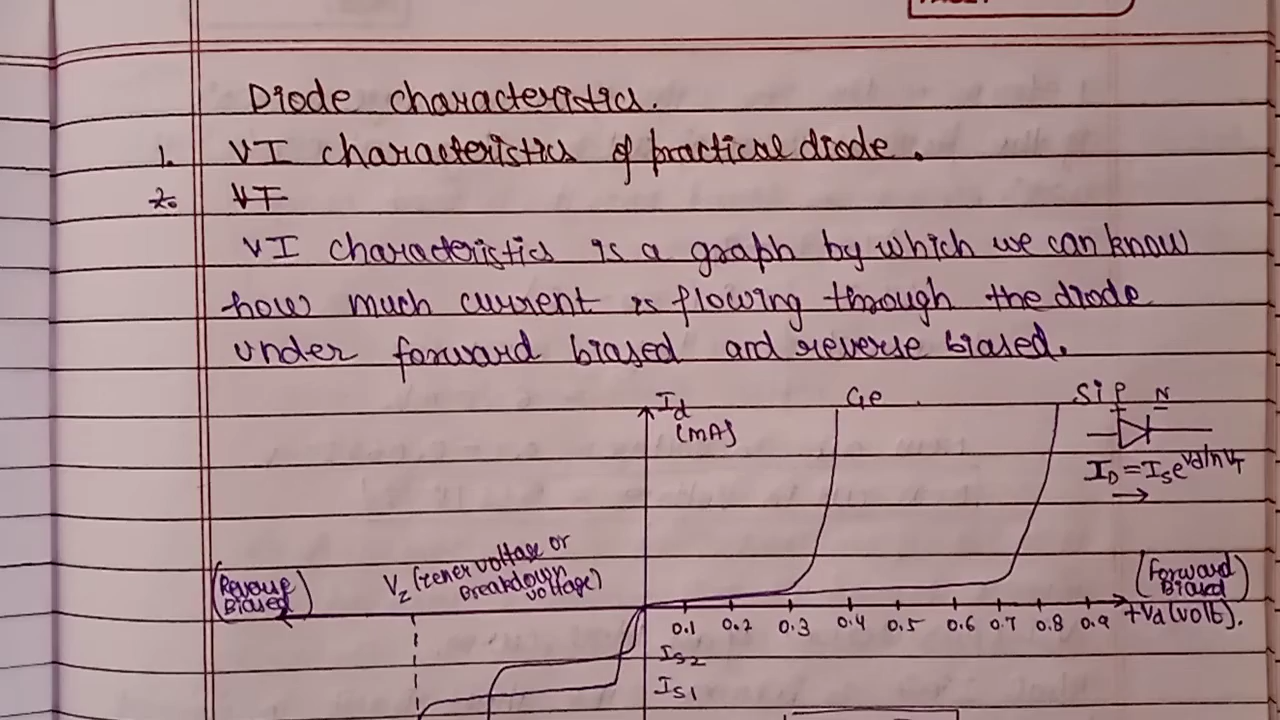 Diode characteristics.
1. VI characteristics of practical diode.
2. VI
VI characteristics is a graph by which we can know
how much current is flowing through the diode
under forward biased and reverse biased.
Id (mA)
Ge
Si
P N
ID = Is e^Vd/ηVT
(Reverse Biased)
Vz (zener voltage or Breakdown voltage)
(Forward Biased)
0.1 0.2 0.3 0.4 0.5 0.6 0.7 0.8 0.9 +Vd (volt).
Is2
Is1